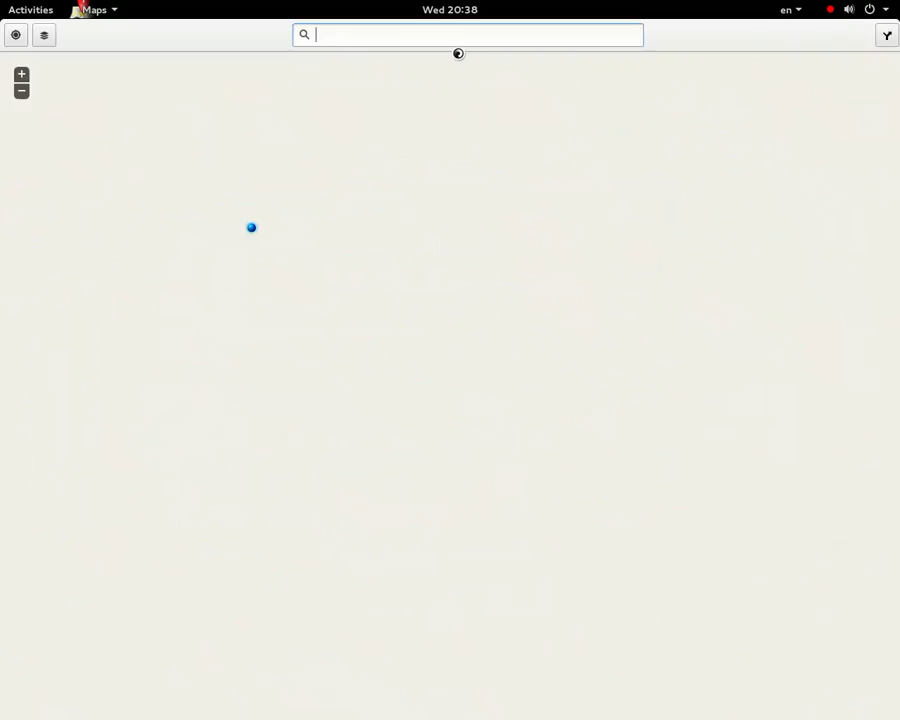 Activities
Maps
Wed 20:38
en
+
−